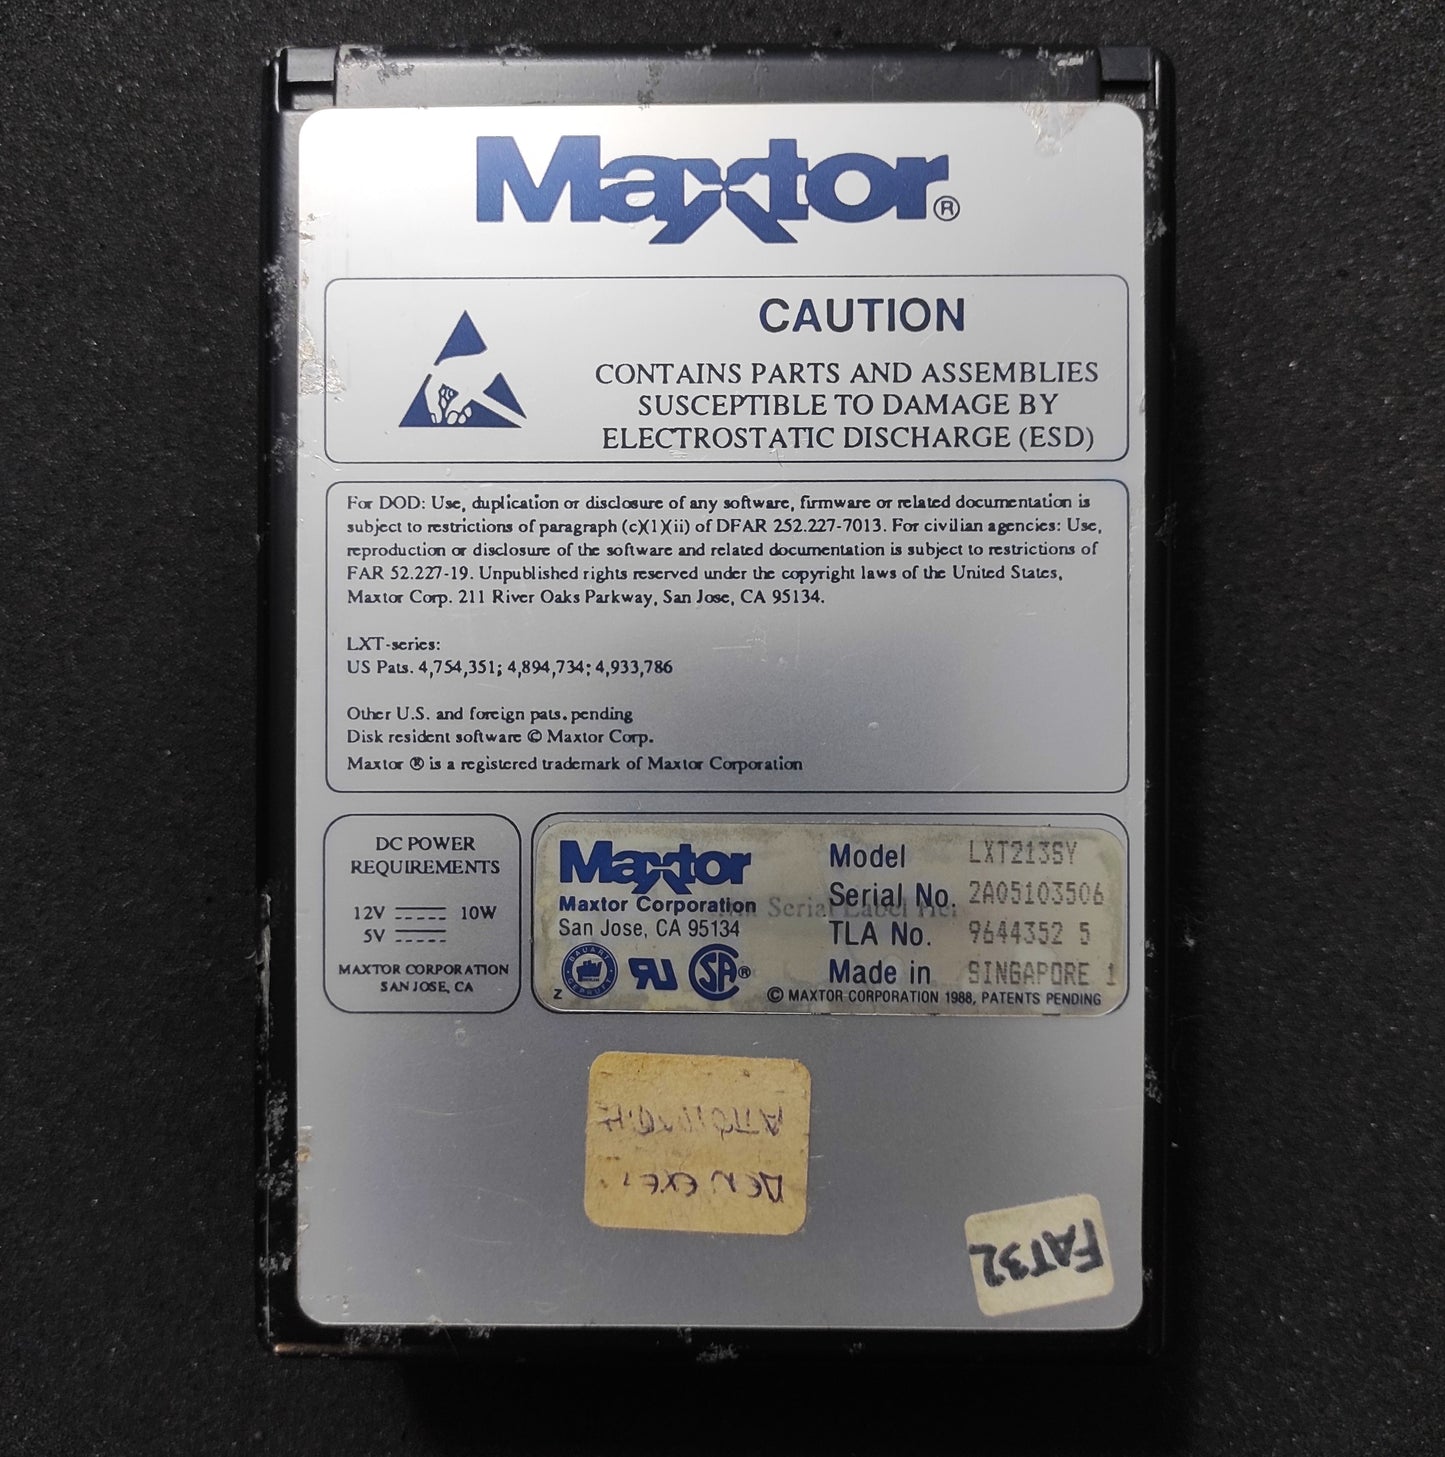 Maxtor®
CAUTION
CONTAINS PARTS AND ASSEMBLIES
SUSCEPTIBLE TO DAMAGE BY
ELECTROSTATIC DISCHARGE (ESD)
For DOD: Use, duplication or disclosure of any software, firmware or related documentation is
subject to restrictions of paragraph (c)(1)(ii) of DFAR 252.227-7013. For civilian agencies: Use,
reproduction or disclosure of the software and related documentation is subject to restrictions of
FAR 52.227-19. Unpublished rights reserved under the copyright laws of the United States,
Maxtor Corp. 211 River Oaks Parkway, San Jose, CA 95134.
LXT-series:
US Pats. 4,754,351; 4,894,734; 4,933,786
Other U.S. and foreign pats. pending
Disk resident software © Maxtor Corp.
Maxtor ® is a registered trademark of Maxtor Corporation
DC POWER
REQUIREMENTS
12V 10W
5V
MAXTOR CORPORATION
SAN JOSE, CA
Maxtor
Maxtor Corporation
San Jose, CA 95134
Z
SA®
Model LXT213SY
Serial No. 2A05103506
Serial Label
TLA No. 9644352 5
Made in SINGAPORE 1
© MAXTOR CORPORATION 1988, PATENTS PENDING
FAT32